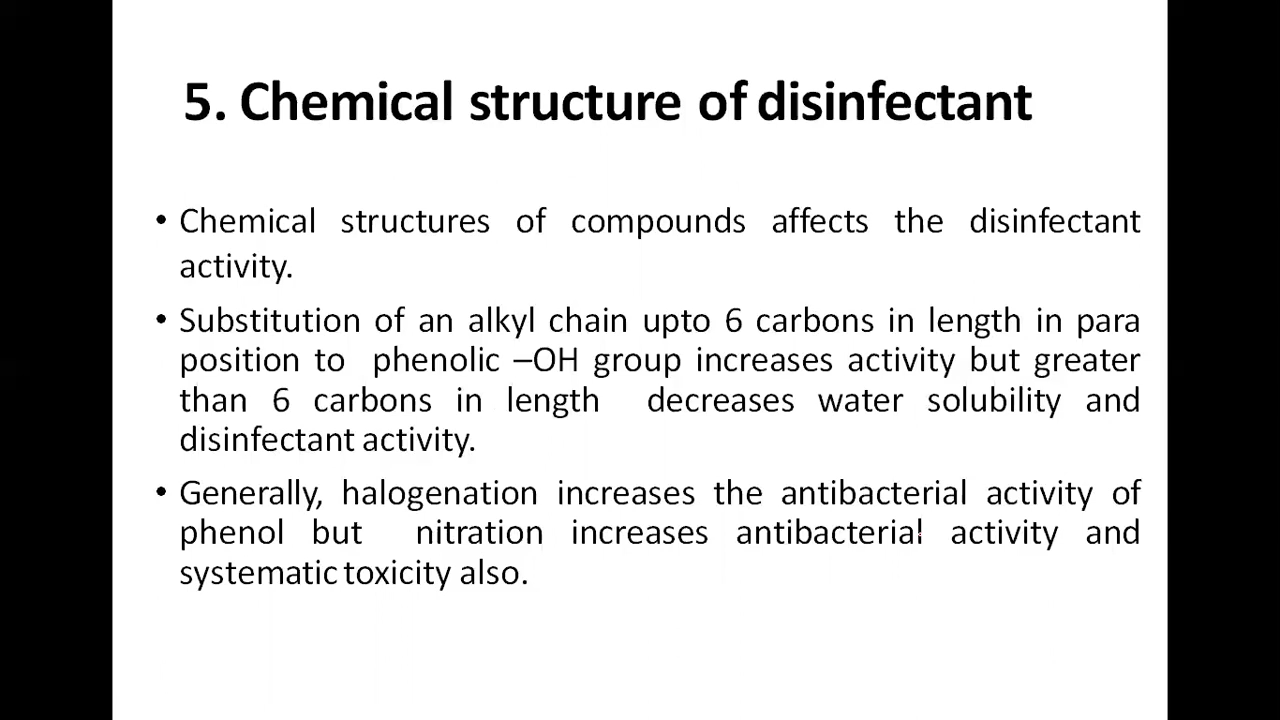 5. Chemical structure of disinfectant
• Chemical structures of compounds affects the disinfectant
activity.
• Substitution of an alkyl chain upto 6 carbons in length in para
position to phenolic –OH group increases activity but greater
than 6 carbons in length decreases water solubility and
disinfectant activity.
• Generally, halogenation increases the antibacterial activity of
phenol but nitration increases antibacterial activity and
systematic toxicity also.